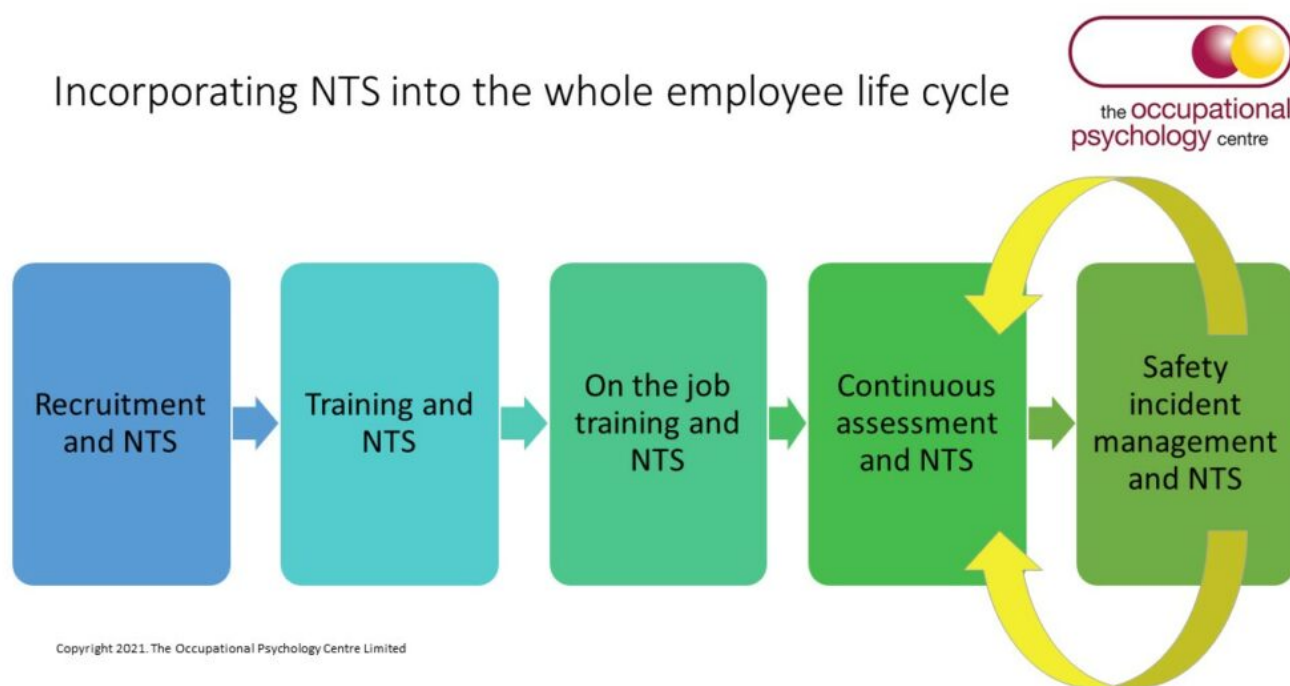 Incorporating NTS into the whole employee life cycle
the occupational
psychology centre
Recruitment
and NTS
Training and
NTS
On the job
training and
NTS
Continuous
assessment
and NTS
Safety
incident
management
and NTS
Copyright 2021. The Occupational Psychology Centre Limited